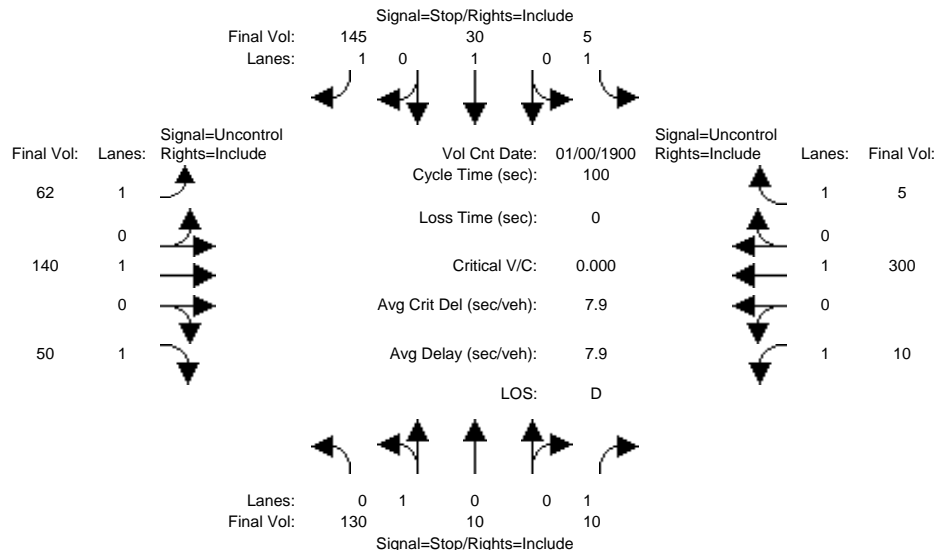 Signal=Stop/Rights=Include
Final Vol: 145 30 5
Lanes: 1 0 1 0 1
Signal=Uncontrol
Final Vol: Lanes: Rights=Include
Vol Cnt Date: 01/00/1900
Signal=Uncontrol
Rights=Include Lanes: Final Vol:
Cycle Time (sec): 100
62 1
1 5
Loss Time (sec): 0
0
0
140 1
Critical V/C: 0.000
1 300
0
Avg Crit Del (sec/veh): 7.9
0
50 1
Avg Delay (sec/veh): 7.9
1 10
LOS: D
Lanes: 0 1 0 0 1
Final Vol: 130 10 10
Signal=Stop/Rights=Include